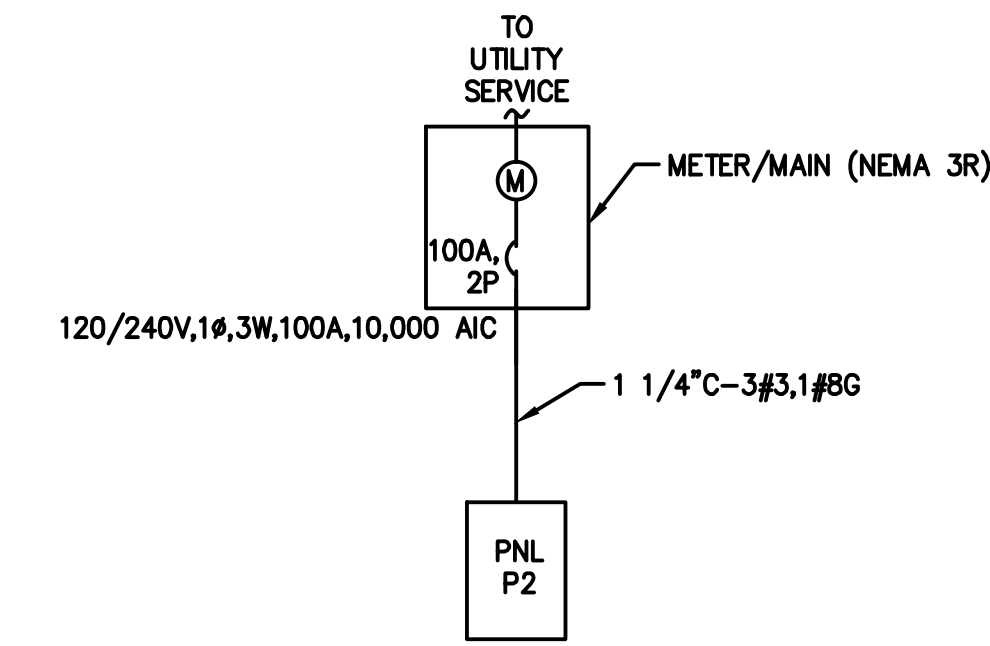 TO
UTILITY
SERVICE
METER/MAIN (NEMA 3R)
M
100A,
2P
120/240V,1ø,3W,100A,10,000 AIC
1 1/4"C-3#3,1#8G
PNL
P2